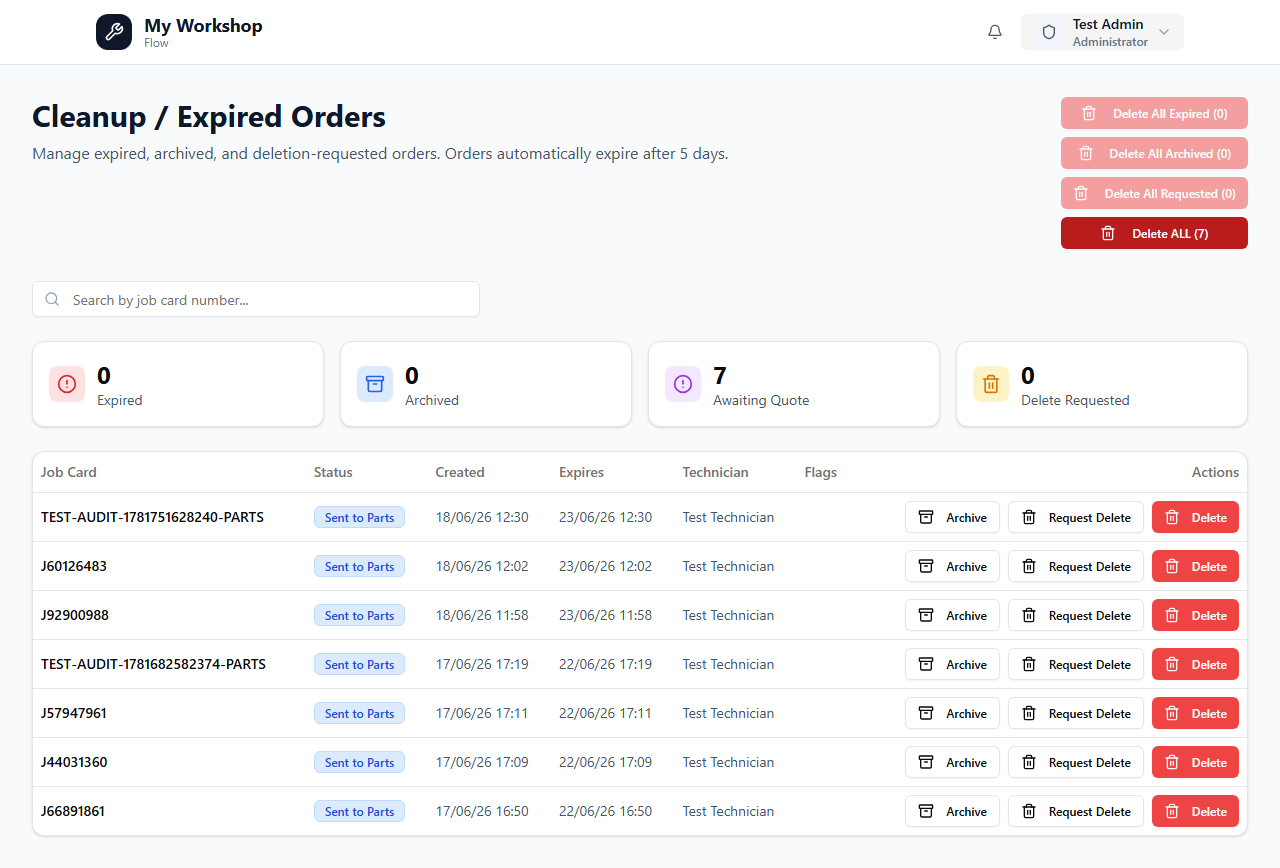 My Workshop
Flow
Test Admin
Administrator
Cleanup / Expired Orders
Manage expired, archived, and deletion-requested orders. Orders automatically expire after 5 days.
Delete All Expired (0)
Delete All Archived (0)
Delete All Requested (0)
Delete ALL (7)
Search by job card number...
0
Expired
0
Archived
7
Awaiting Quote
0
Delete Requested
Job Card Status Created Expires Technician Flags Actions
TEST-AUDIT-1781751628240-PARTS Sent to Parts 18/06/26 12:30 23/06/26 12:30 Test Technician Archive Request Delete Delete
J60126483 Sent to Parts 18/06/26 12:02 23/06/26 12:02 Test Technician Archive Request Delete Delete
J92900988 Sent to Parts 18/06/26 11:58 23/06/26 11:58 Test Technician Archive Request Delete Delete
TEST-AUDIT-1781682582374-PARTS Sent to Parts 17/06/26 17:19 22/06/26 17:19 Test Technician Archive Request Delete Delete
J57947961 Sent to Parts 17/06/26 17:11 22/06/26 17:11 Test Technician Archive Request Delete Delete
J44031360 Sent to Parts 17/06/26 17:09 22/06/26 17:09 Test Technician Archive Request Delete Delete
J66891861 Sent to Parts 17/06/26 16:50 22/06/26 16:50 Test Technician Archive Request Delete Delete